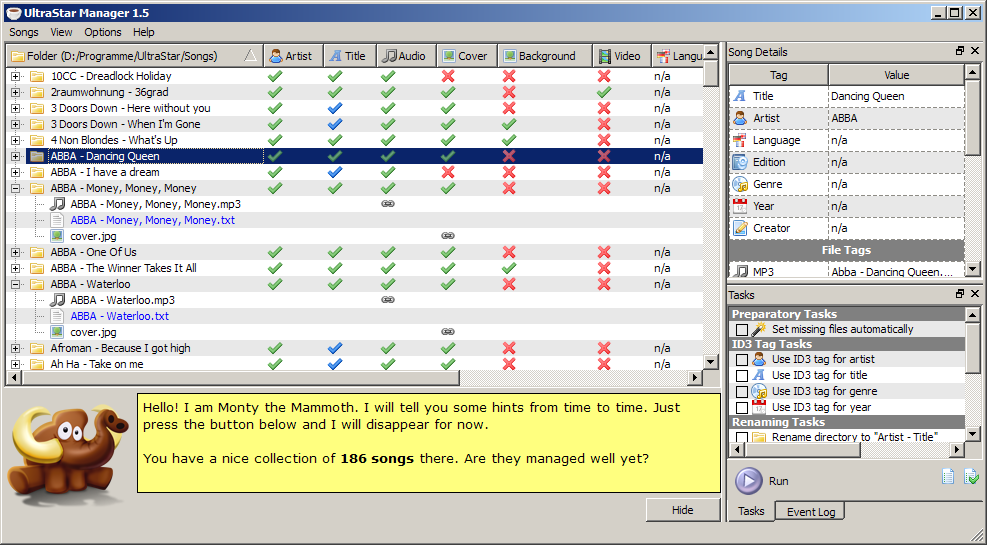 UltraStar Manager 1.5
Songs View Options Help
Folder (D:/Programme/UltraStar/Songs) Artist Title Audio Cover Background Video Langu
10CC - Dreadlock Holiday n/a
2raumwohnung - 36grad n/a
3 Doors Down - Here without you n/a
3 Doors Down - When I'm Gone n/a
4 Non Blondes - What's Up n/a
ABBA - Dancing Queen n/a
ABBA - I have a dream n/a
ABBA - Money, Money, Money n/a
ABBA - Money, Money, Money.mp3
ABBA - Money, Money, Money.txt
cover.jpg
ABBA - One Of Us n/a
ABBA - The Winner Takes It All n/a
ABBA - Waterloo n/a
ABBA - Waterloo.mp3
ABBA - Waterloo.txt
cover.jpg
Afroman - Because I got high n/a
Ah Ha - Take on me n/a
Song Details
Tag Value
Title Dancing Queen
Artist ABBA
Language n/a
Edition n/a
Genre n/a
Year n/a
Creator n/a
File Tags
MP3 Abba - Dancing Queen....
Tasks
Preparatory Tasks
Set missing files automatically
ID3 Tag Tasks
Use ID3 tag for artist
Use ID3 tag for title
Use ID3 tag for genre
Use ID3 tag for year
Renaming Tasks
Rename directory to "Artist - Title"
Run
Tasks Event Log
Hello! I am Monty the Mammoth. I will tell you some hints from time to time. Just
press the button below and I will disappear for now.
You have a nice collection of 186 songs there. Are they managed well yet?
Hide